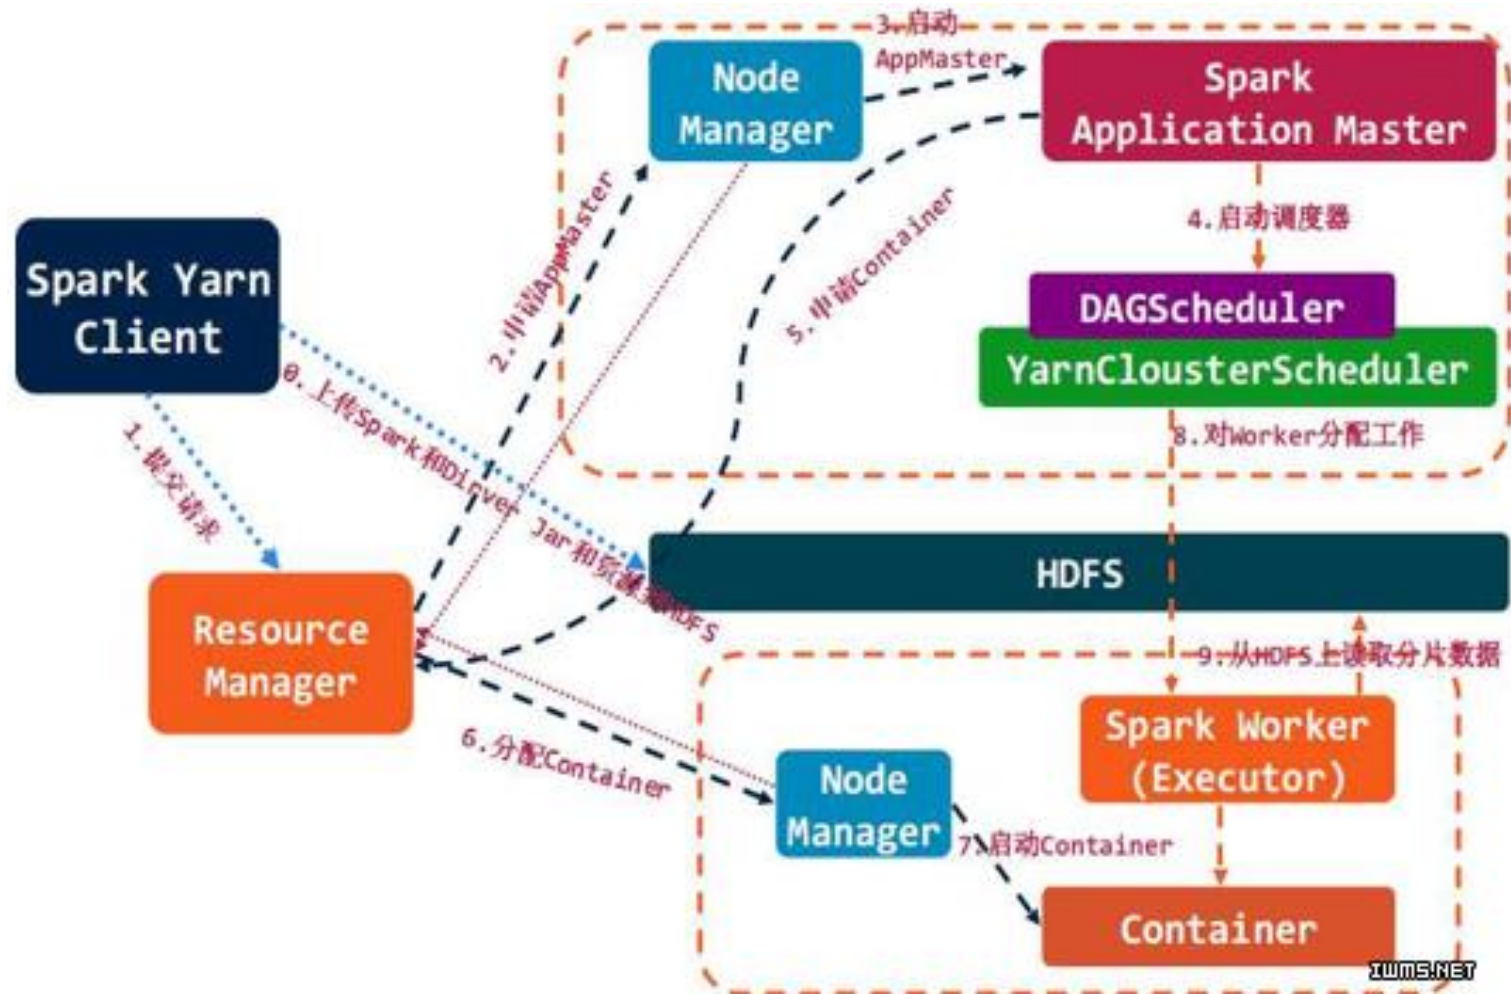 3.启动
AppMaster
Node
Manager
Spark
Application Master
2.申请AppMaster
5.申请Container
4.启动调度器
Spark Yarn
Client
DAGScheduler
YarnClousterScheduler
0.上传Spark和Dirver Jar和资源到HDFS
8.对Worker分配工作
1.提交请求
HDFS
Resource
Manager
9.从HDFS上读取分片数据
6.分配Container
Spark Worker
(Executor)
Node
Manager
7.启动Container
Container
IWMS.NET